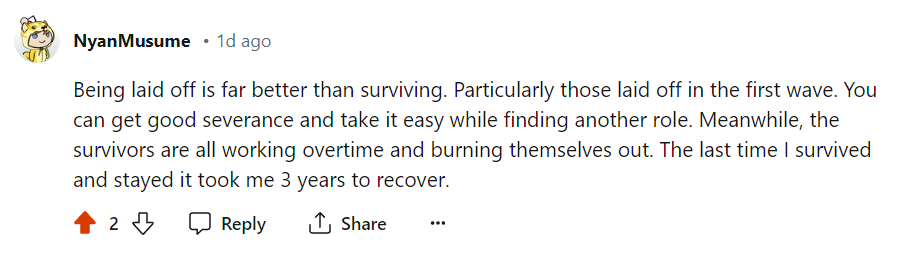 NyanMusume • 1d ago
Being laid off is far better than surviving. Particularly those laid off in the first wave. You
can get good severance and take it easy while finding another role. Meanwhile, the
survivors are all working overtime and burning themselves out. The last time I survived
and stayed it took me 3 years to recover.
2 Reply Share ...